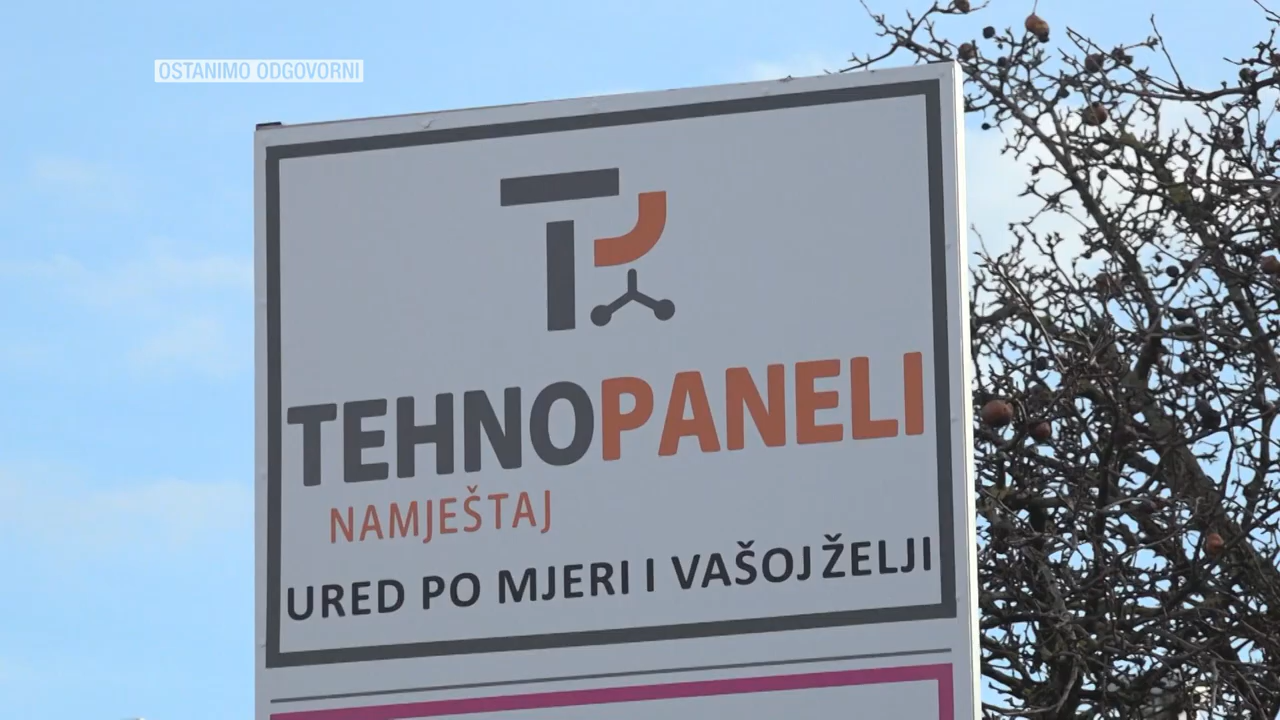 OSTANIMO ODGOVORNI
TEHNOPANELI
NAMJEŠTAJ
URED PO MJERI I VAŠOJ ŽELJI